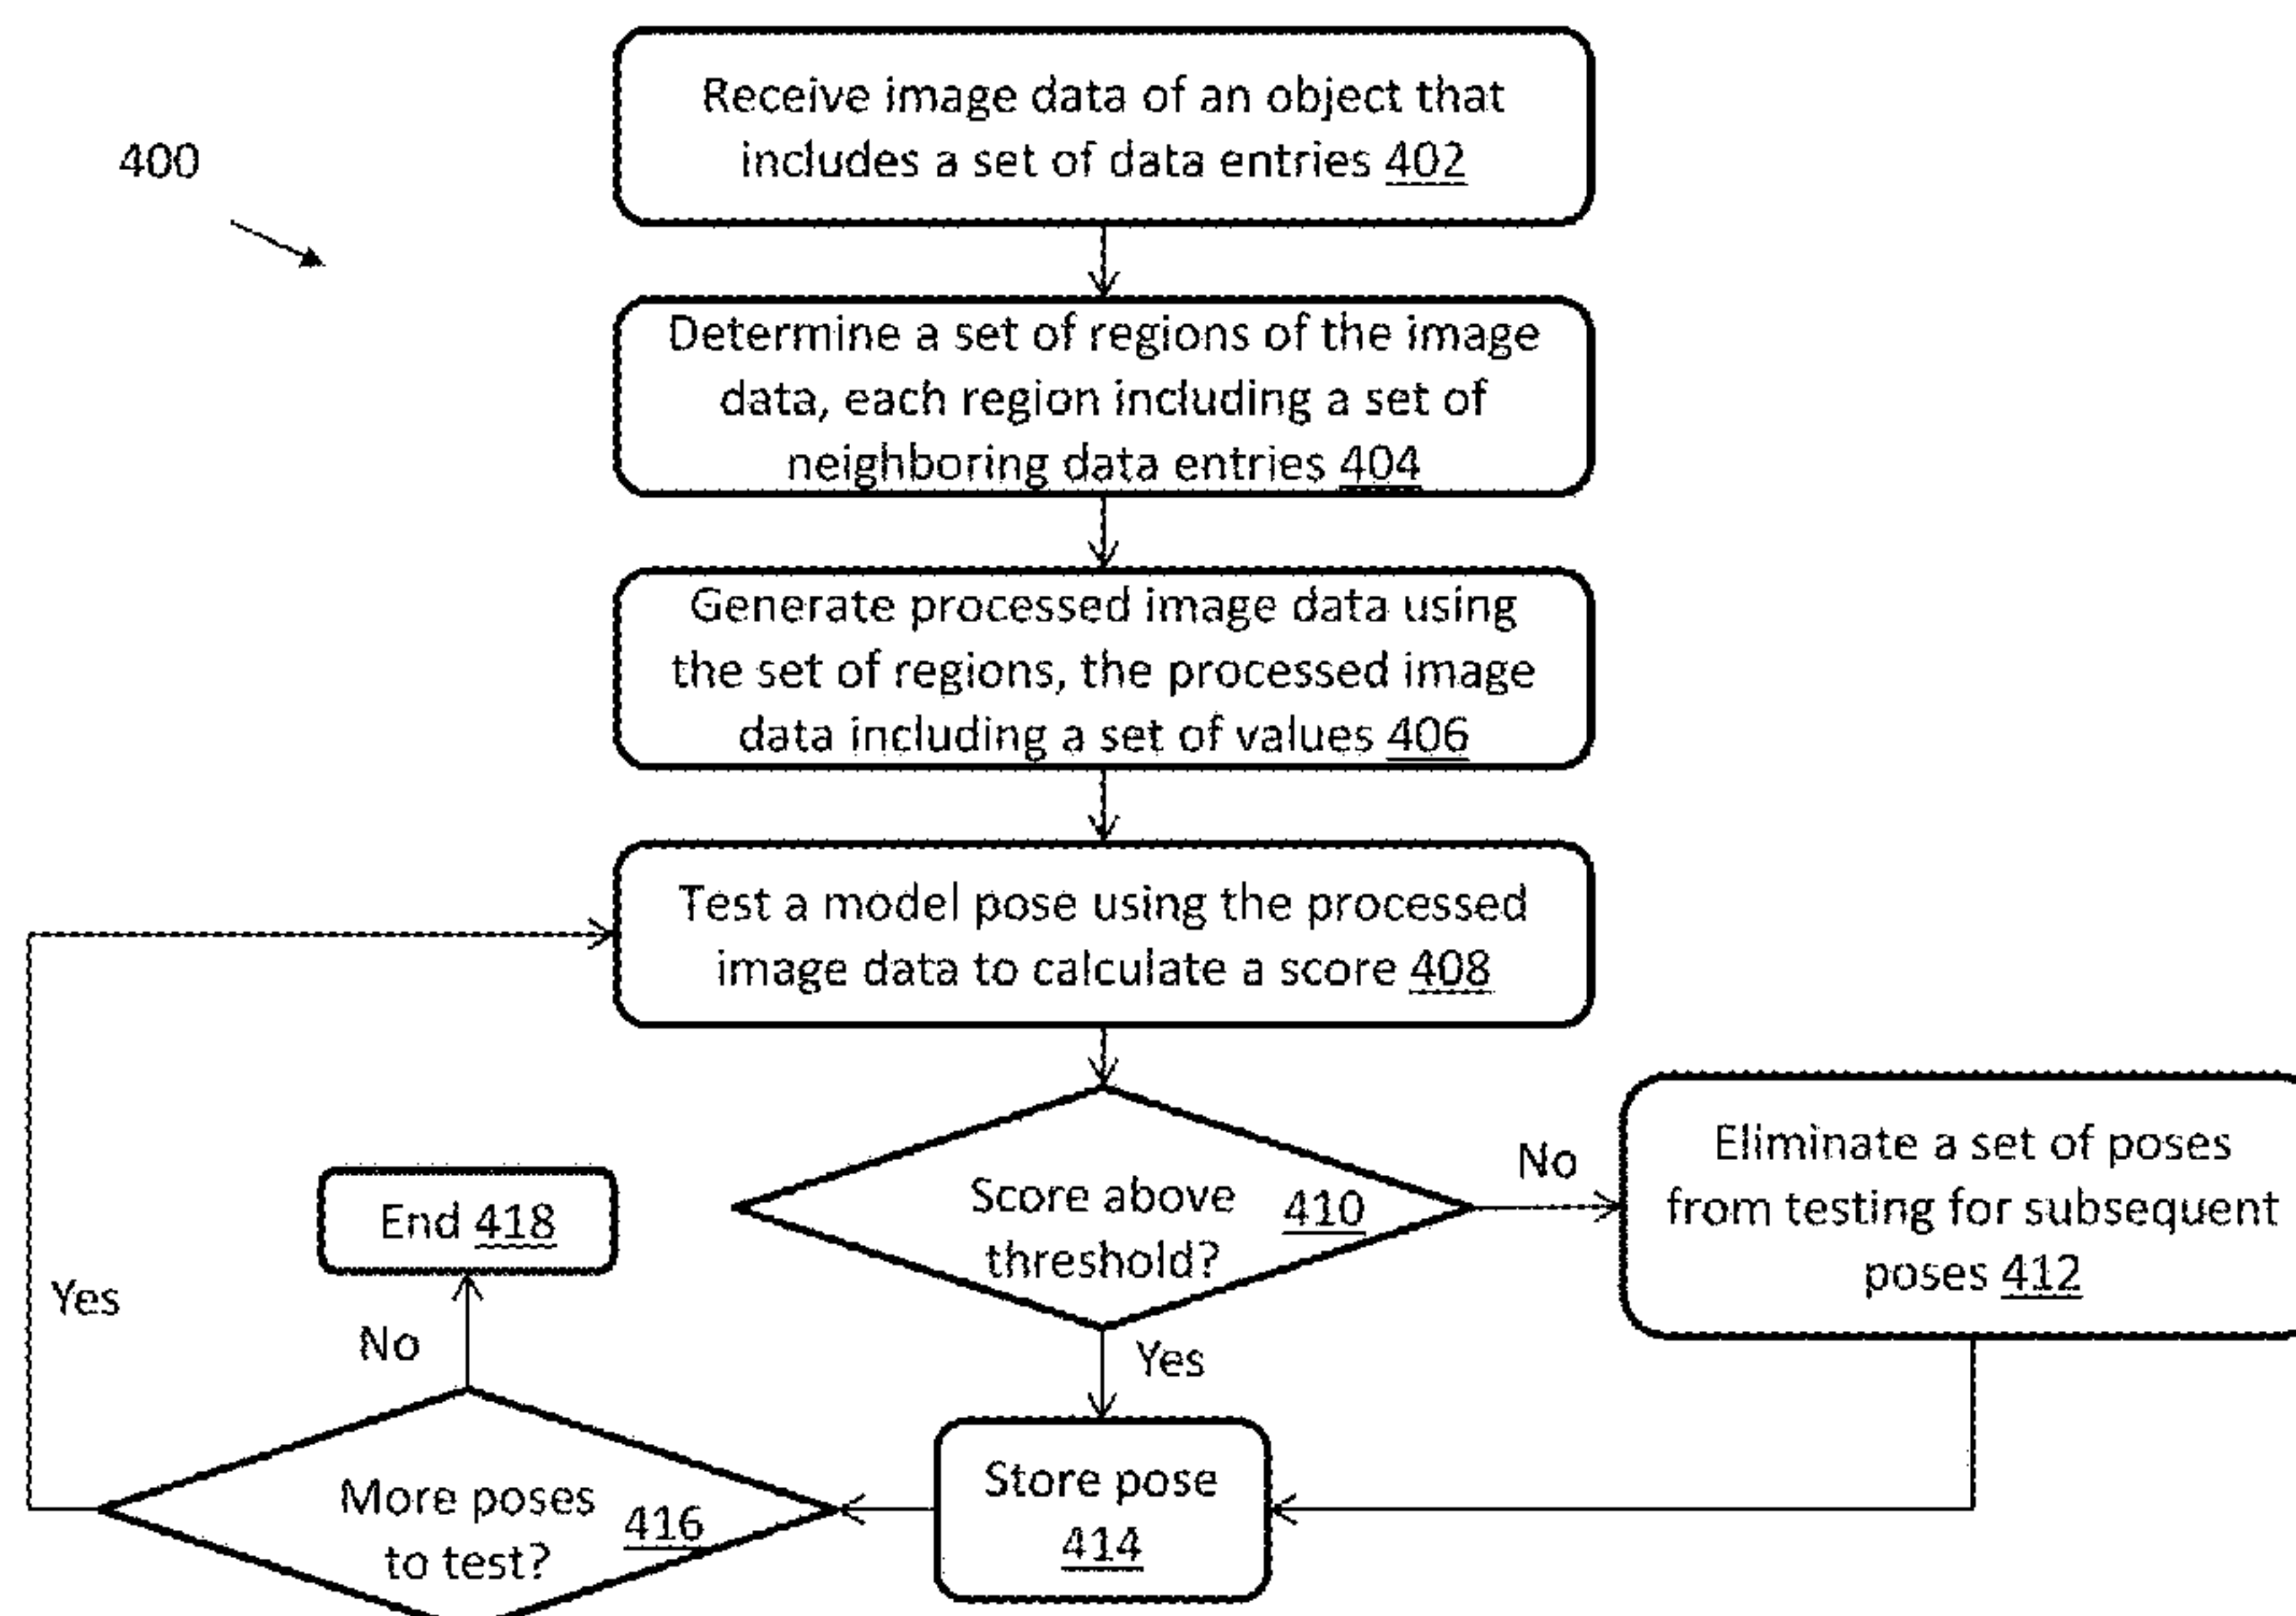 400
Receive image data of an object that
includes a set of data entries 402
Determine a set of regions of the image
data, each region including a set of
neighboring data entries 404
Generate processed image data using
the set of regions, the processed image
data including a set of values 406
Test a model pose using the processed
image data to calculate a score 408
Score above
threshold?
410
No
Eliminate a set of poses
from testing for subsequent
poses 412
Yes
Store pose
414
More poses
to test?
416
No
End 418
Yes